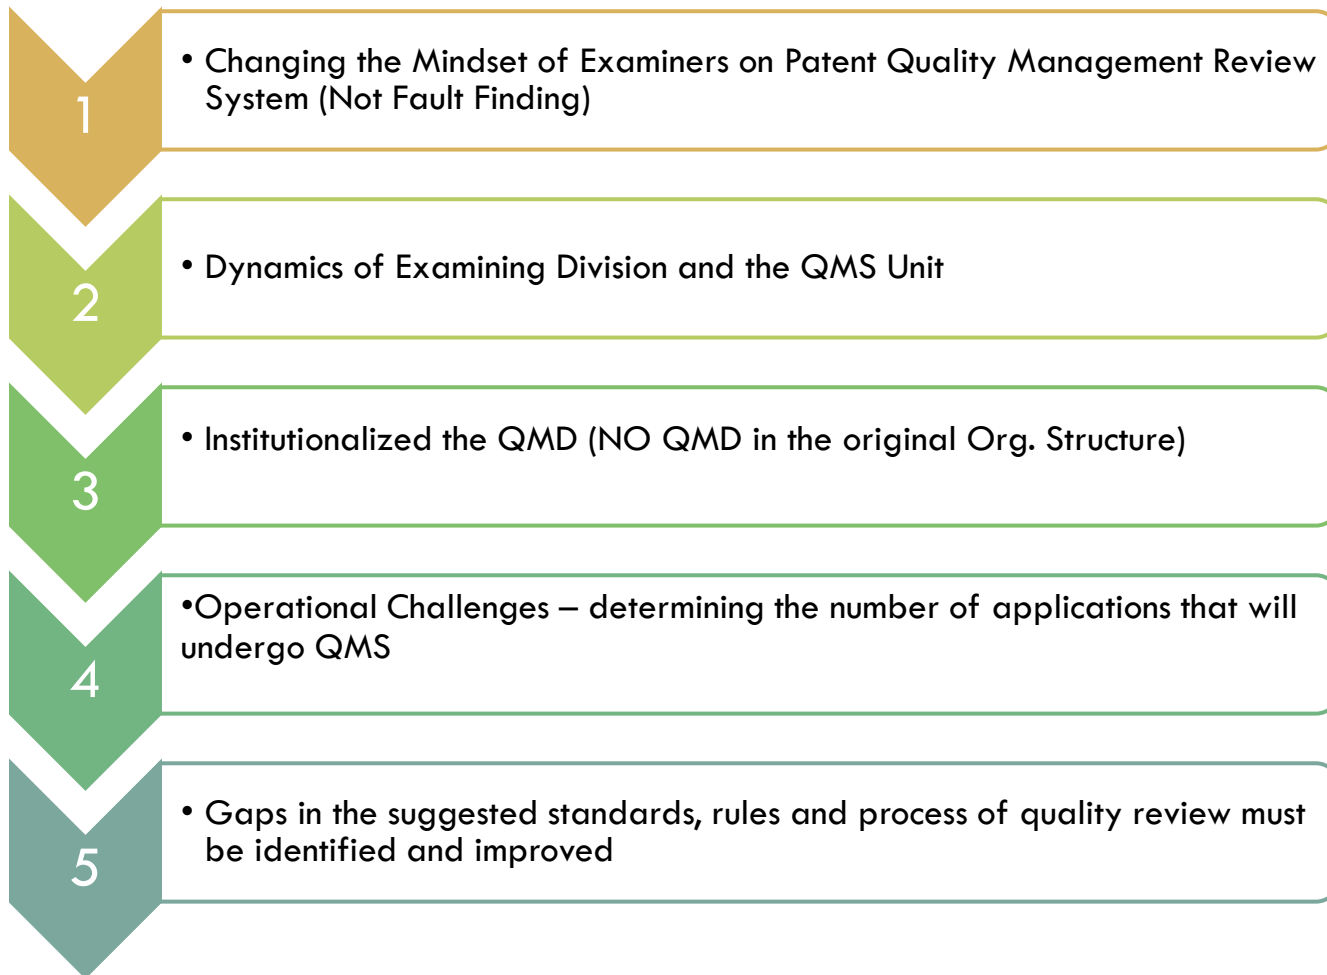 1
• Changing the Mindset of Examiners on Patent Quality Management Review
System (Not Fault Finding)
2
• Dynamics of Examining Division and the QMS Unit
3
• Institutionalized the QMD (NO QMD in the original Org. Structure)
4
•Operational Challenges – determining the number of applications that will
undergo QMS
5
• Gaps in the suggested standards, rules and process of quality review must
be identified and improved